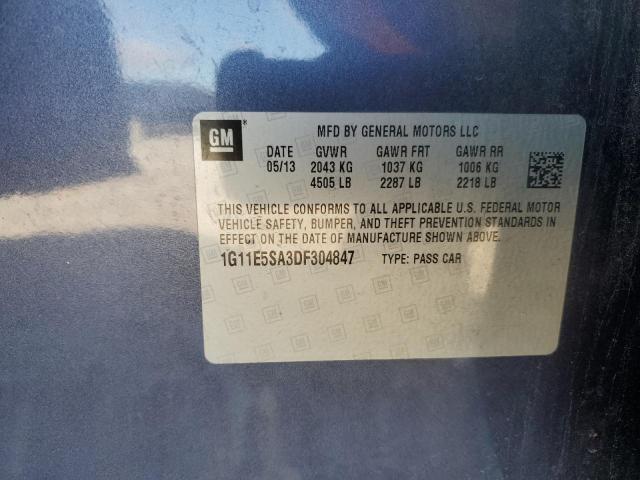 GM*
MFD BY GENERAL MOTORS LLC
DATE GVWR GAWR FRT GAWR RR
05/13 2043 KG 1037 KG 1006 KG
4505 LB 2287 LB 2218 LB
THIS VEHICLE CONFORMS TO ALL APPLICABLE U.S. FEDERAL MOTOR
VEHICLE SAFETY, BUMPER, AND THEFT PREVENTION STANDARDS IN
EFFECT ON THE DATE OF MANUFACTURE SHOWN ABOVE.
1G11E5SA3DF304847 TYPE: PASS CAR